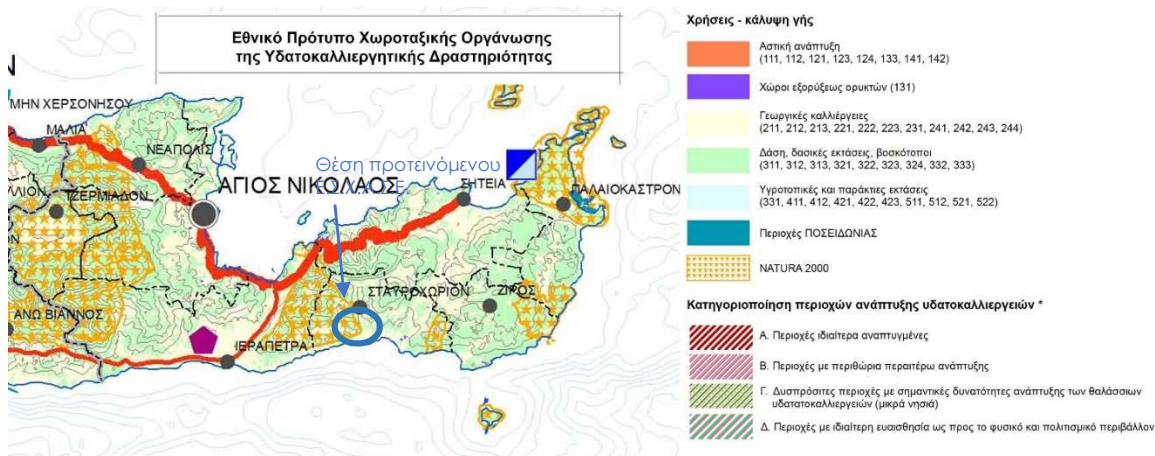 Εθνικό Πρότυπο Χωροταξικής Οργάνωσης
της Υδατοκαλλιεργητικής Δραστηριότητας
Ν
ΜΗΝ ΧΕΡΣΟΝΗΣΟΥ
ΜΑΛΙΑ
ΝΕΑΠΟΛΙΣ
ΤΖΕΡΜΙΑΔΟΝ
ΑΓΙΟΣ ΝΙΚΟΛΑΟΣ
Θέση προτεινόμενου
ΣΗΤΕΙΑ
ΠΑΛΑΙΟΚΑΣΤΡΟΝ
ΣΤΑΥΡΟΧΩΡΙΟΝ
ΖΙΡΟΣ
ΑΝΩ ΒΙΑΝΝΟΣ
ΙΕΡΑΠΕΤΡΑ
Χρήσεις - κάλυψη γής
Αστική ανάπτυξη
(111, 112, 121, 123, 124, 133, 141, 142)
Χώροι εξορύξεως ορυκτών (131)
Γεωργικές καλλιέργειες
(211, 212, 213, 221, 222, 223, 231, 241, 242, 243, 244)
Δάση, δασικές εκτάσεις, βοσκότοποι
(311, 312, 313, 321, 322, 323, 324, 332, 333)
Υγροτοπικές και παράκτιες εκτάσεις
(331, 411, 412, 421, 422, 423, 511, 512, 521, 522)
Περιοχές ΠΟΣΕΙΔΩΝΙΑΣ
NATURA 2000
Κατηγοριοποίηση περιοχών ανάπτυξης υδατοκαλλιεργειών *
Α. Περιοχές ιδιαίτερα αναπτυγμένες
Β. Περιοχές με περιθώρια περαιτέρω ανάπτυξης
Γ. Δυσπρόσιτες περιοχές με σημαντικές δυνατότητες ανάπτυξης των θαλάσσιων
υδατατοκαλλιεργειών (μικρά νησιά)
Δ. Περιοχές με ιδιαίτερη ευαισθησία ως προς το φυσικό και πολιτισμικό περιβάλλον